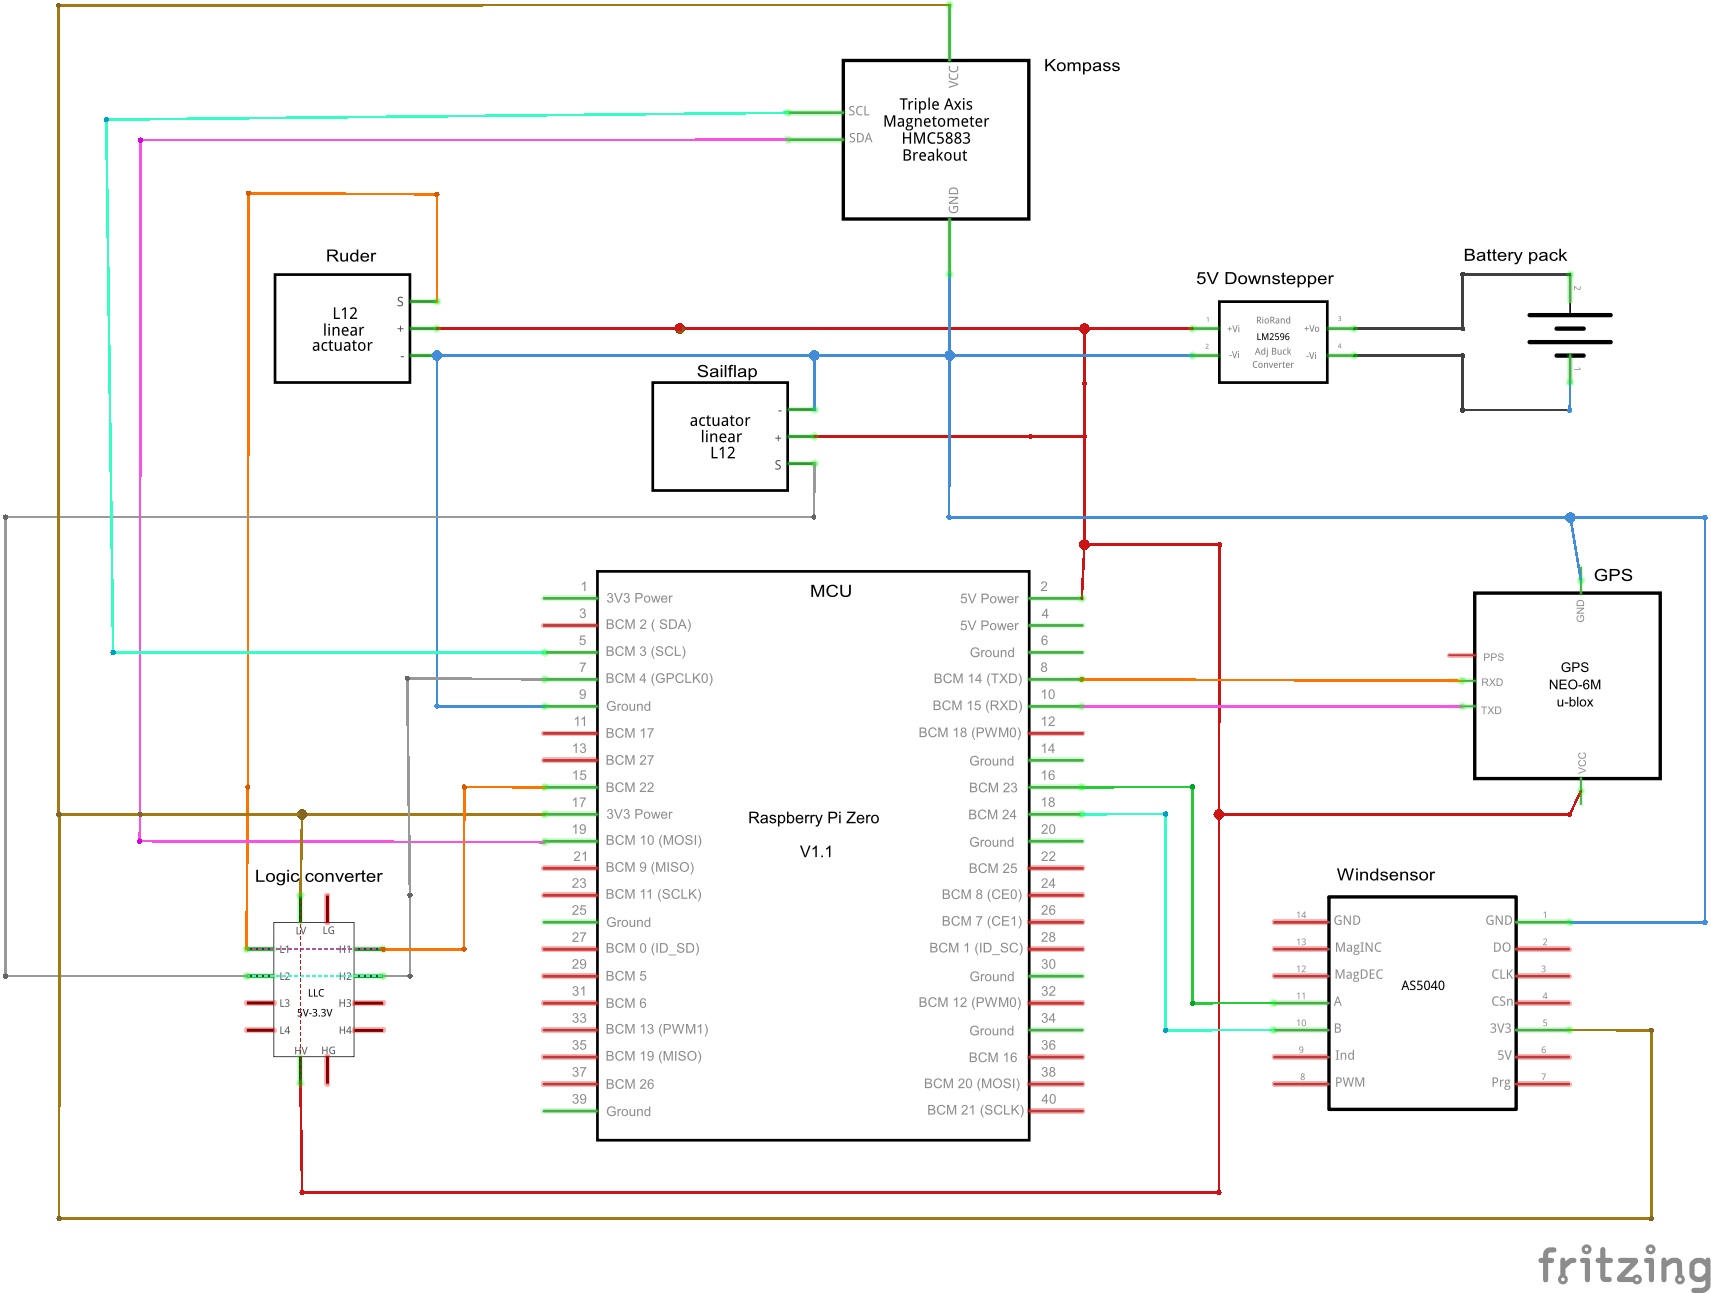 Kompass
VCC
SCL
SDA
Triple Axis
Magnetometer
HMC5883
Breakout
GND
Ruder
L12
linear
actuator
S
+
-
Sailflap
actuator
linear
L12
-
+
S
5V Downstepper
1
2
+Vi
-Vi
RioRand
LM2596
Adj Buck
Converter
+Vo
-Vi
3
4
Battery pack
2
1
MCU
Raspberry Pi Zero
V1.1
1
3V3 Power
3
BCM 2 ( SDA)
5
BCM 3 (SCL)
7
BCM 4 (GPCLK0)
9
Ground
11
BCM 17
13
BCM 27
15
BCM 22
17
3V3 Power
19
BCM 10 (MOSI)
21
BCM 9 (MISO)
23
BCM 11 (SCLK)
25
Ground
27
BCM 0 (ID_SD)
29
BCM 5
31
BCM 6
33
BCM 13 (PWM1)
35
BCM 19 (MISO)
37
BCM 26
39
Ground
2
5V Power
4
5V Power
6
Ground
8
BCM 14 (TXD)
10
BCM 15 (RXD)
12
BCM 18 (PWM0)
14
Ground
16
BCM 23
18
BCM 24
20
Ground
22
BCM 25
24
BCM 8 (CE0)
26
BCM 7 (CE1)
28
BCM 1 (ID_SC)
30
Ground
32
BCM 12 (PWM0)
34
Ground
36
BCM 16
38
BCM 20 (MOSI)
40
BCM 21 (SCLK)
GPS
GND
PPS
RXD
TXD
GPS
NEO-6M
u-blox
VCC
Logic converter
LV
LG
L1
H1
L2
H2
LLC
L3
H3
5V-3.3V
L4
H4
HV
HG
Windsensor
AS5040
14
GND
13
MagINC
12
MagDEC
11
A
10
B
9
Ind
8
PWM
GND
1
DO
2
CLK
3
CSn
4
3V3
5
5V
6
Prg
7
fritzing